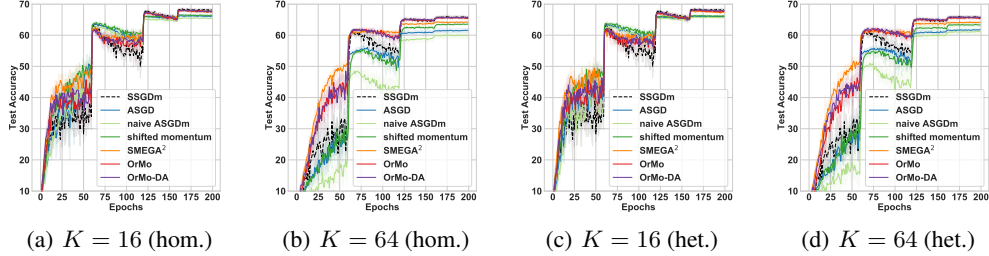 70
60
50
40
30
20
10
Test Accuracy
SSGDm
ASGD
naive ASGDm
shifted momentum
SMEGA²
OrMo
OrMo-DA
0 25 50 75 100 125 150 175 200
Epochs
(a) K = 16 (hom.)
70
60
50
40
30
20
10
Test Accuracy
SSGDm
ASGD
naive ASGDm
shifted momentum
SMEGA²
OrMo
OrMo-DA
0 25 50 75 100 125 150 175 200
Epochs
(b) K = 64 (hom.)
70
60
50
40
30
20
10
Test Accuracy
SSGDm
ASGD
naive ASGDm
shifted momentum
SMEGA²
OrMo
OrMo-DA
0 25 50 75 100 125 150 175 200
Epochs
(c) K = 16 (het.)
70
60
50
40
30
20
10
Test Accuracy
SSGDm
ASGD
naive ASGDm
shifted momentum
SMEGA²
OrMo
OrMo-DA
0 25 50 75 100 125 150 175 200
Epochs
(d) K = 64 (het.)